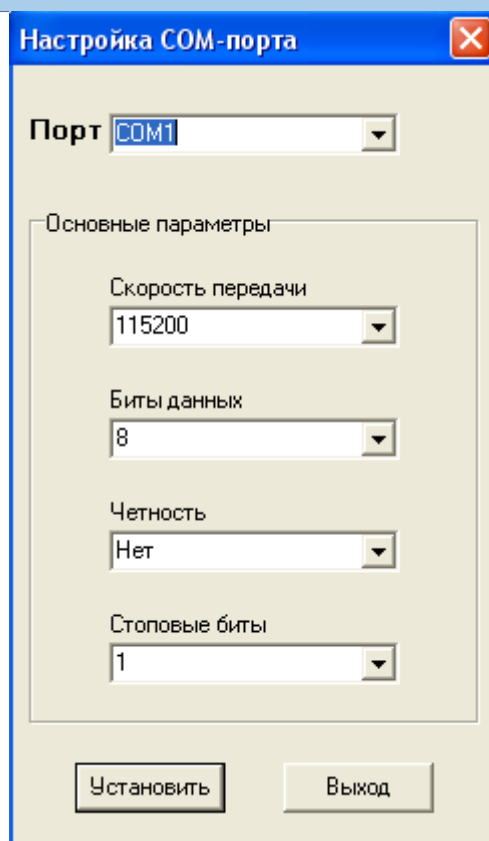 Настройка COM-порта
Порт COM1
Основные параметры
Скорость передачи
115200
Биты данных
8
Четность
Нет
Стоповые биты
1
Установить Выход